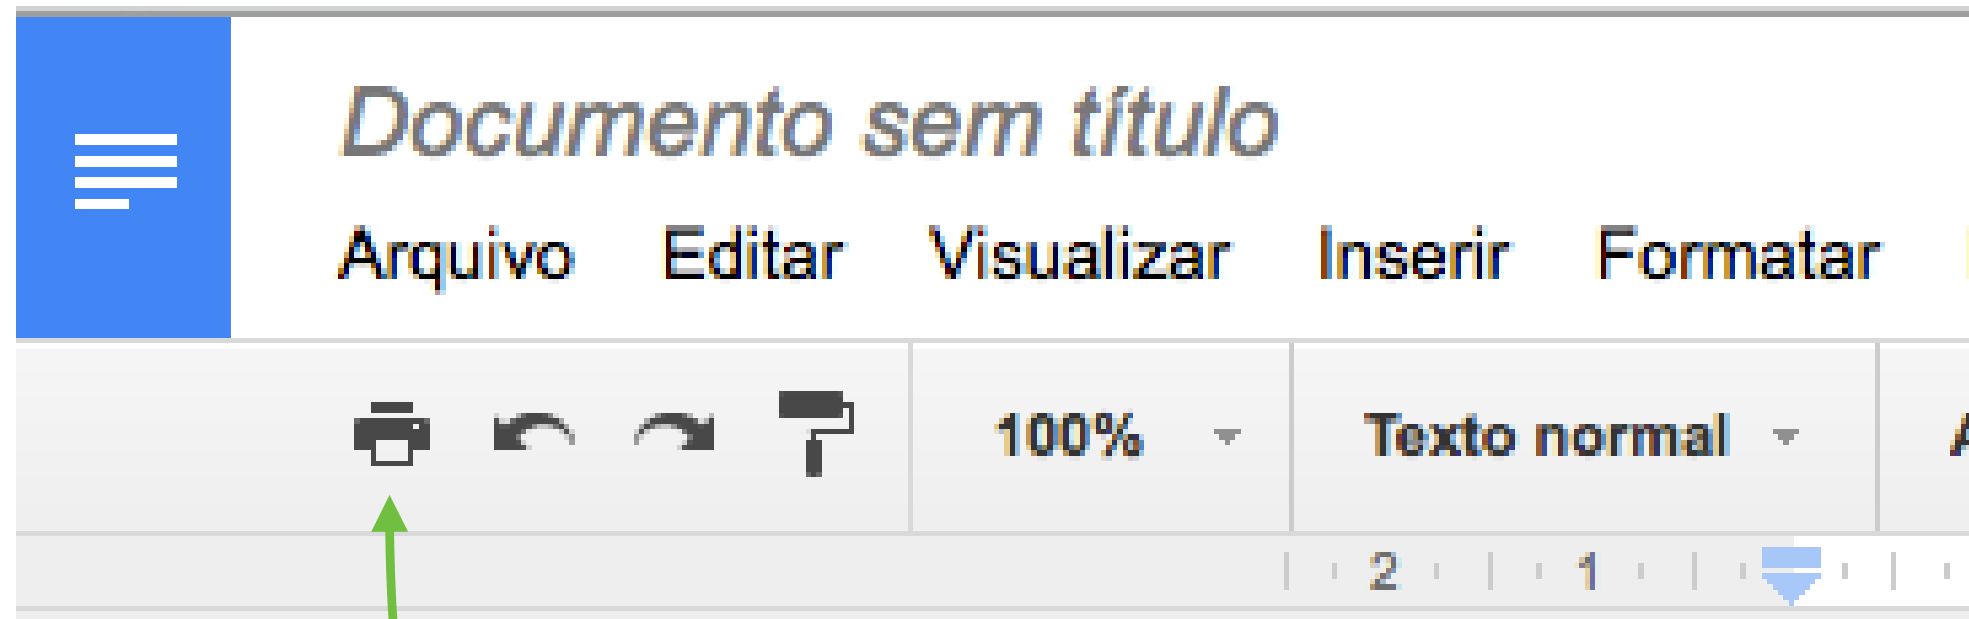 Documento sem título
Arquivo Editar Visualizar Inserir Formatar
100% Texto normal
2 1